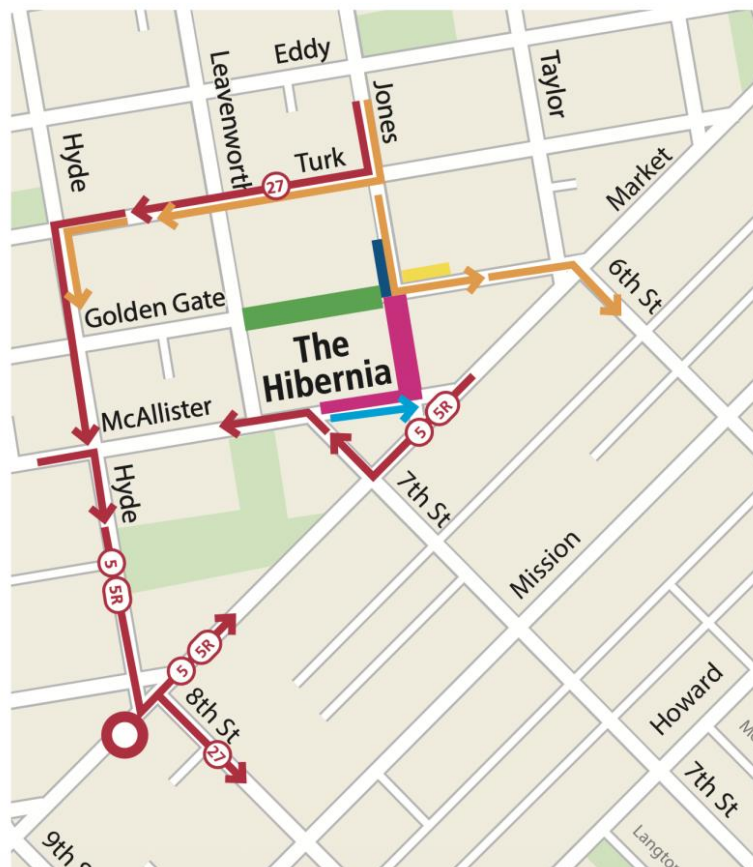 Eddy
Leavenworth
Jones
Taylor
Hyde
Turk
Market
27
6th St
Golden Gate
The
Hibernia
McAllister
5R
5
7th St
Hyde
Mission
5
5R
5R
5
8th St
Howard
27
7th St
9th S
Langto